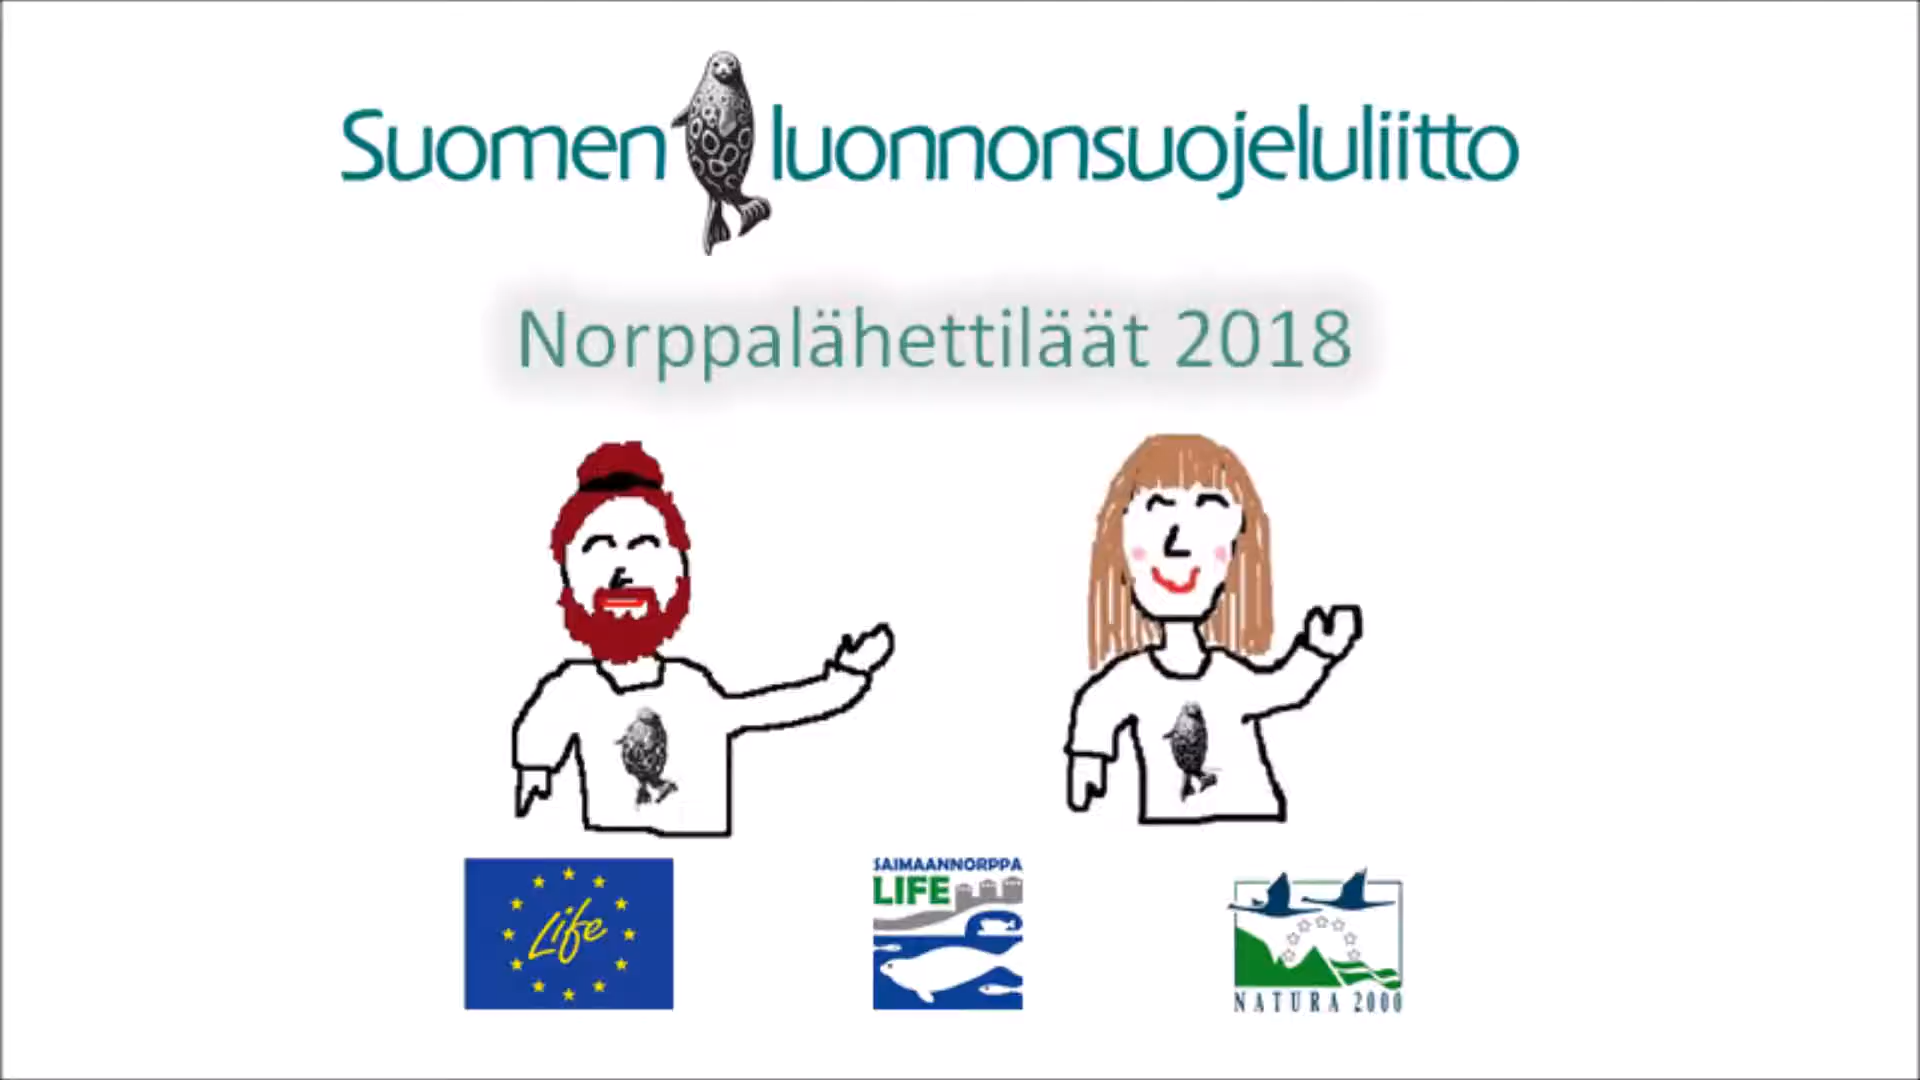 Suomen luonnonsuojeluliitto
Norppalähettiläät 2018
Life
SAIMAANNORPPA
LIFE
NATURA 2000